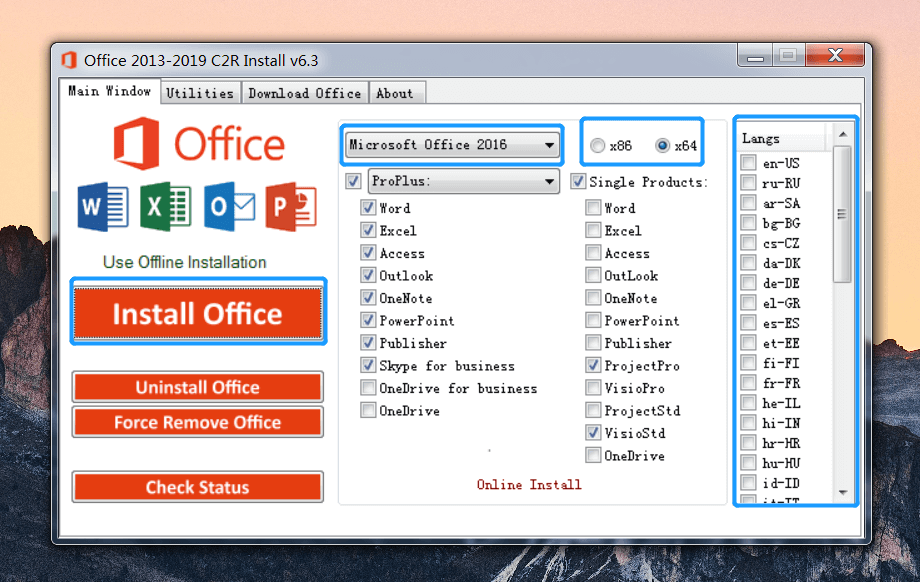 Office 2013-2019 C2R Install v6.3
Main Window
Utilities
Download Office
About
Office
W
X
O
P
Use Offline Installation
Install Office
Uninstall Office
Force Remove Office
Check Status
Microsoft Office 2016
x86
x64
ProPlus:
Word
Excel
Access
Outlook
OneNote
PowerPoint
Publisher
Skype for business
OneDrive for business
OneDrive
Single Products:
Word
Excel
Access
OutLook
OneNote
PowerPoint
Publisher
ProjectPro
VisioPro
ProjectStd
VisioStd
OneDrive
Online Install
Langs
en-US
ru-RU
ar-SA
bg-BG
cs-CZ
da-DK
de-DE
el-GR
es-ES
et-EE
fi-FI
fr-FR
he-IL
hi-IN
hr-HR
hu-HU
id-ID
it-IT